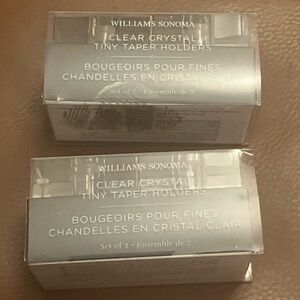 WILLIAMS SONOMA
CLEAR CRYSTAL
TINY TAPER HOLDERS
BOUGEOIRS POUR FINES
CHANDELLES EN CRISTAL
Set of 2 • Ensemble de 2
WILLIAMS SONOMA
CLEAR CRYSTAL
TINY TAPER HOLDERS
BOUGEOIRS POUR FINES
CHANDELLES EN CRISTAL CLAIR
Set of 2 • Ensemble de 2